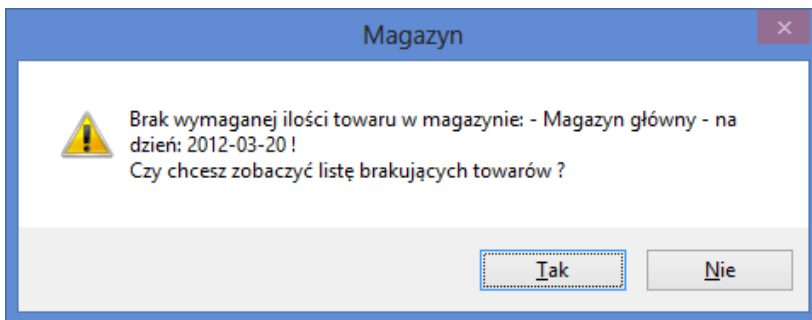 Magazyn
Brak wymaganej ilości towaru w magazynie: - Magazyn główny - na
dzień: 2012-03-20 !
Czy chcesz zobaczyć listę brakujących towarów ?
Tak
Nie